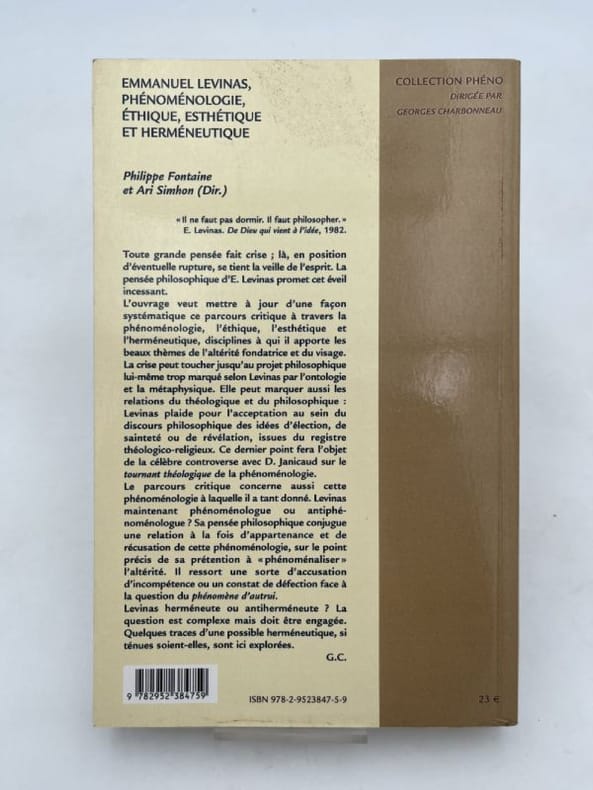 EMMANUEL LEVINAS,
PHÉNOMÉNOLOGIE,
ÉTHIQUE, ESTHÉTIQUE
ET HERMÉNEUTIQUE
Philippe Fontaine
et Ari Simhon (Dir.)
« Il ne faut pas dormir. Il faut philosopher. »
E. Levinas. De Dieu qui vient à l'idée, 1982.
Toute grande pensée fait crise ; là, en position
d'éventuelle rupture, se tient la veille de l'esprit. La
pensée philosophique d'E. Levinas promet cet éveil
incessant.
L'ouvrage veut mettre à jour d'une façon
systématique ce parcours critique à travers la
phénoménologie, l'éthique, l'esthétique et
l'herméneutique, disciplines à qui il apporte les
beaux thèmes de l'altérité fondatrice et du visage.
La crise peut toucher jusqu'au projet philosophique
lui-même trop marqué selon Levinas par l'ontologie
et la métaphysique. Elle peut marquer aussi les
relations du théologique et du philosophique :
Levinas plaide pour l'acceptation au sein du
discours philosophique des idées d'élection, de
sainteté ou de révélation, issues du registre
théologico-religieux. Ce dernier point fera l'objet
de la célèbre controverse avec D. Janicaud sur le
tournant théologique de la phénoménologie.
Le parcours critique concerne aussi cette
phénoménologie à laquelle il a tant donné. Levinas
maintenant phénoménologue ou antiphé-
noménologue ? Sa pensée philosophique conjugue
une relation à la fois d'appartenance et de
récusation de cette phénoménologie, sur le point
précis de sa prétention à « phénoménaliser »
l'altérité. Il ressort une sorte d'accusation
d'incompétence ou un constat de défection face à
la question du phénomène d'autrui.
Levinas herméneute ou antiherméneute ? La
question est complexe mais doit être engagée.
Quelques traces d'une possible herméneutique, si
ténues soient-elles, sont ici explorées.
G.C.
9 782952 384759
ISBN 978-2-9523847-5-9
COLLECTION PHÉNO
DIRIGÉE PAR
GEORGES CHARBONNEAU
23 €